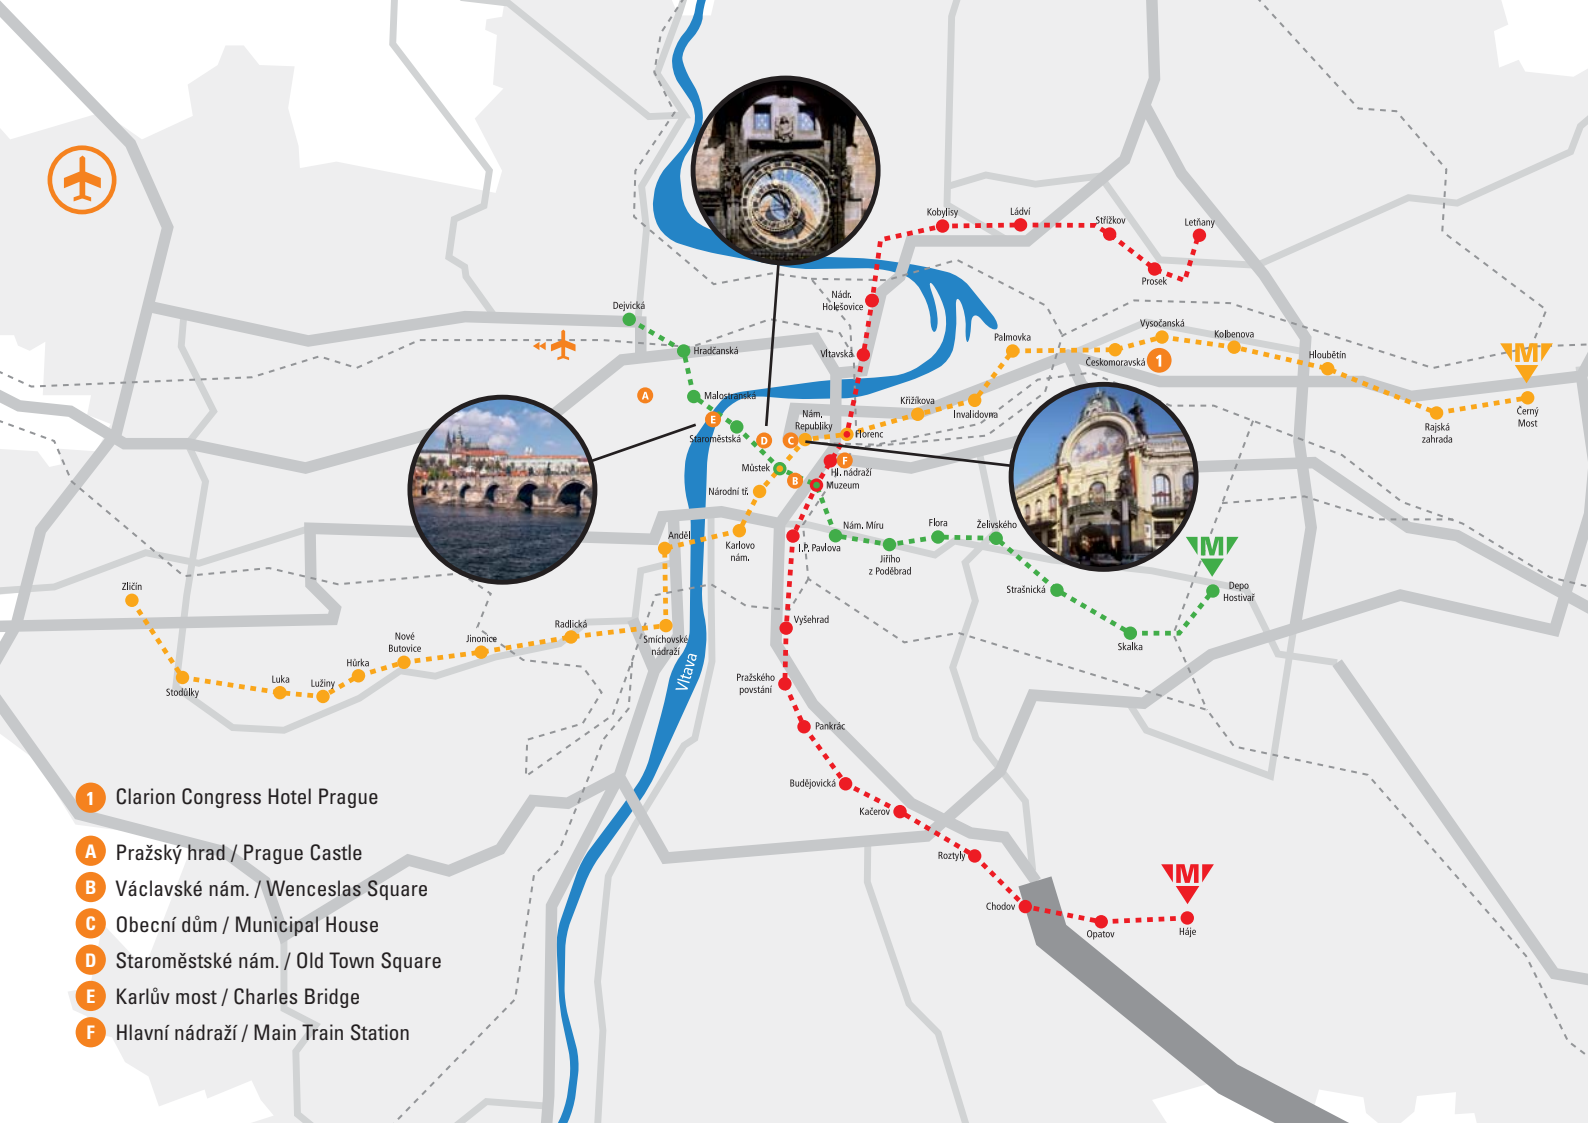 Kobylisy
Ládví
Střížkov
Letňany
Prosek
Nádr.
Holešovice
Dejvická
Hradčanská
Vltavská
Palmovka
Vysočanská
Kolbenova
Českomoravská
1
Hloubětín
M
A
Malostranská
E
Staroměstská
D
C
Nám.
Republiky
Florenc
Křižíkova
Invalidovna
Rajská
zahrada
Černý
Most
Můstek
B
F
Hl. nádraží
Muzeum
Národní tř.
Karlovo
nám.
Anděl
I.P. Pavlova
Nám. Míru
Jiřího
z Poděbrad
Flora
Želivského
Strašnická
Skalka
M
Depo
Hostivař
Zličín
Stodůlky
Luka
Lužiny
Hůrka
Nové
Butovice
Jinonice
Radlická
Smíchovské
nádraží
Vltava
Vyšehrad
Pražského
povstání
Pankrác
Budějovická
Kačerov
Roztyly
Chodov
Opatov
M
Háje
1 Clarion Congress Hotel Prague
A Pražský hrad / Prague Castle
B Václavské nám. / Wenceslas Square
C Obecní dům / Municipal House
D Staroměstské nám. / Old Town Square
E Karlův most / Charles Bridge
F Hlavní nádraží / Main Train Station